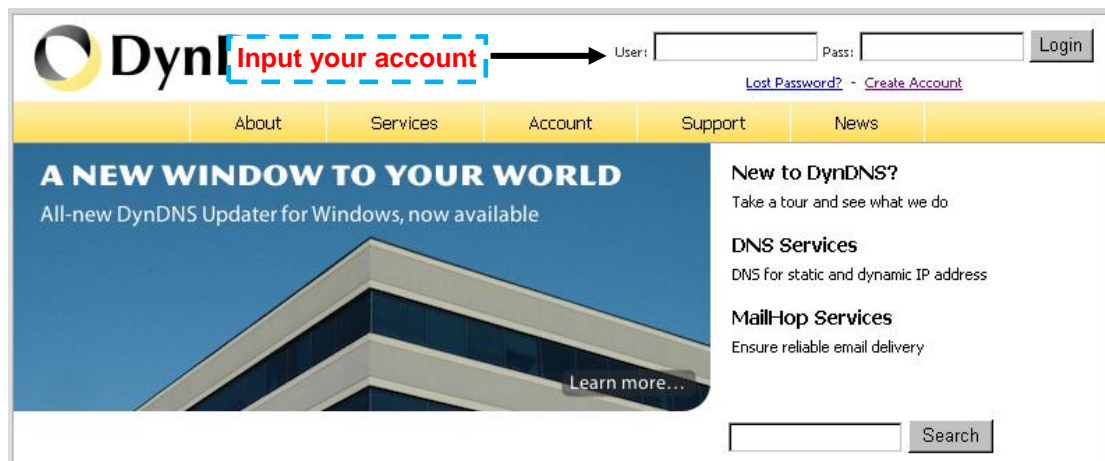 Dyn
Input your account
User:
Pass:
Login
Lost Password? - Create Account
About Services Account Support News
A NEW WINDOW TO YOUR WORLD
All-new DynDNS Updater for Windows, now available
Learn more...
New to DynDNS?
Take a tour and see what we do
DNS Services
DNS for static and dynamic IP address
MailHop Services
Ensure reliable email delivery
Search